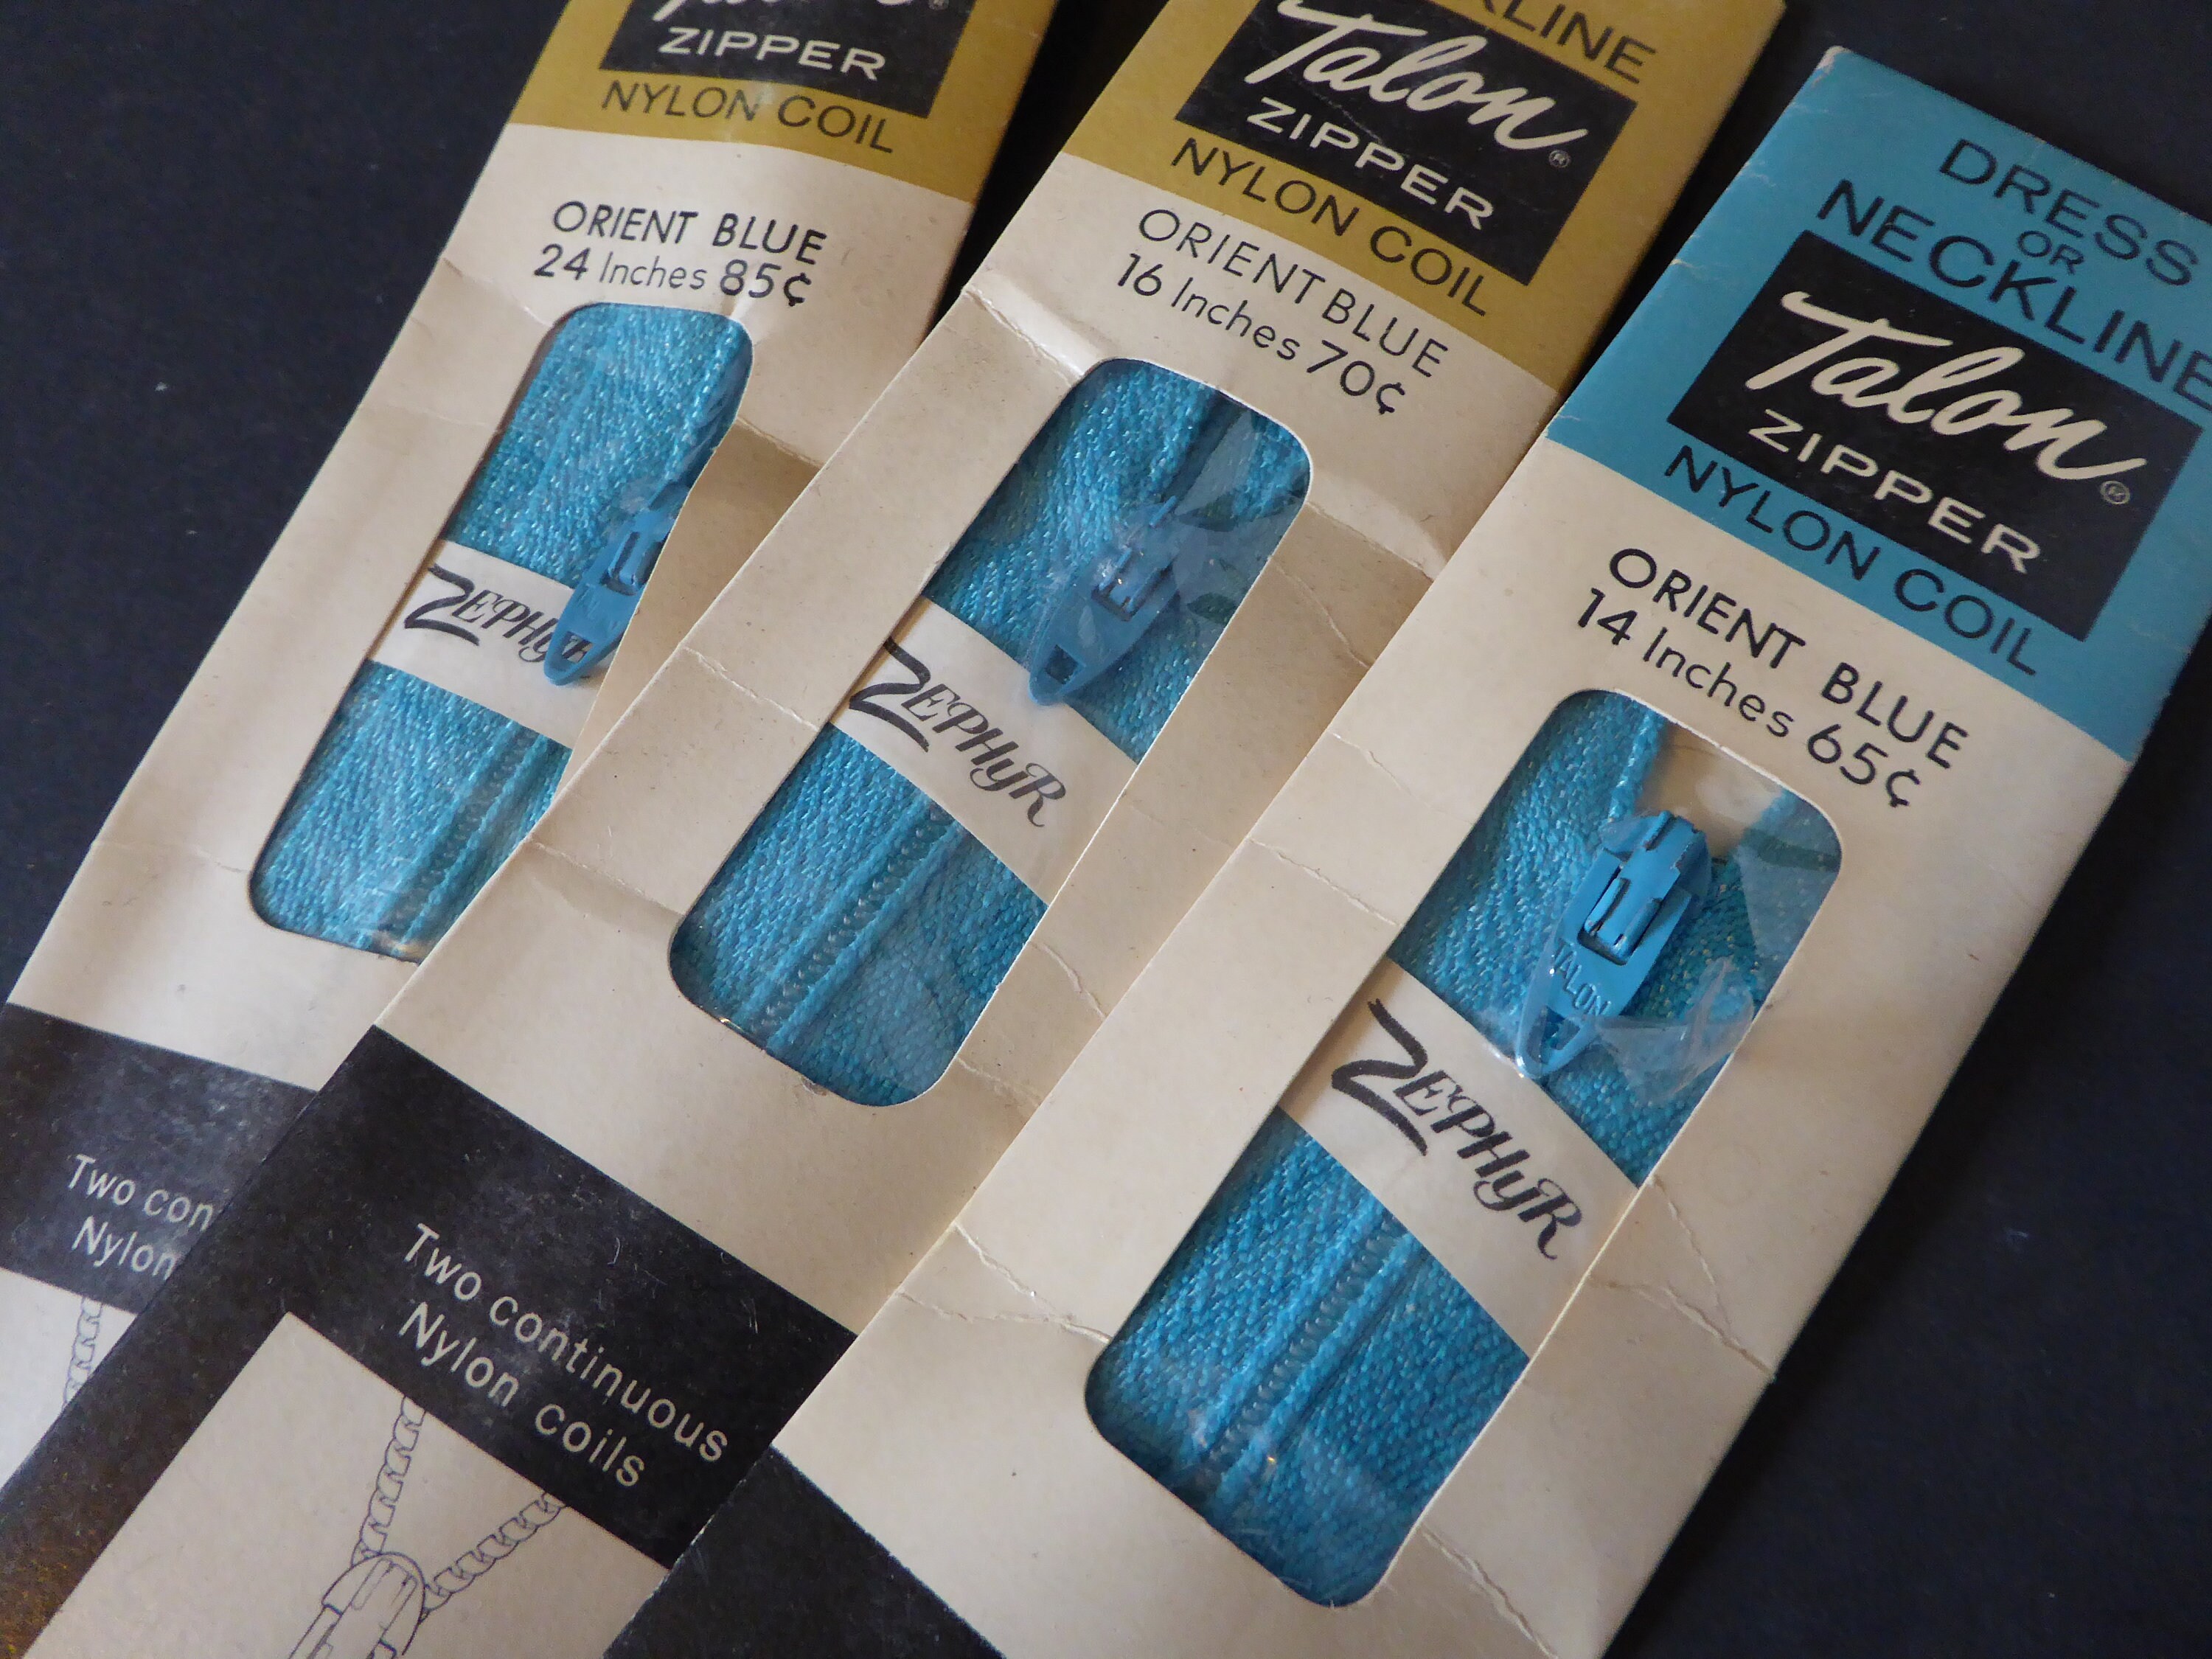 ZIPPER
NYLON COIL
ORIENT BLUE
24 Inches 85¢
ZEPHyR
Two con
Nylon
Talon®
ZIPPER
NYLON COIL
ORIENT BLUE
16 Inches 70¢
ZEPHyR
Two continuous
Nylon coils
DRESS
OR
NECKLINE
Talon®
ZIPPER
NYLON COIL
ORIENT BLUE
14 Inches 65¢
TALON
ZEPHyR